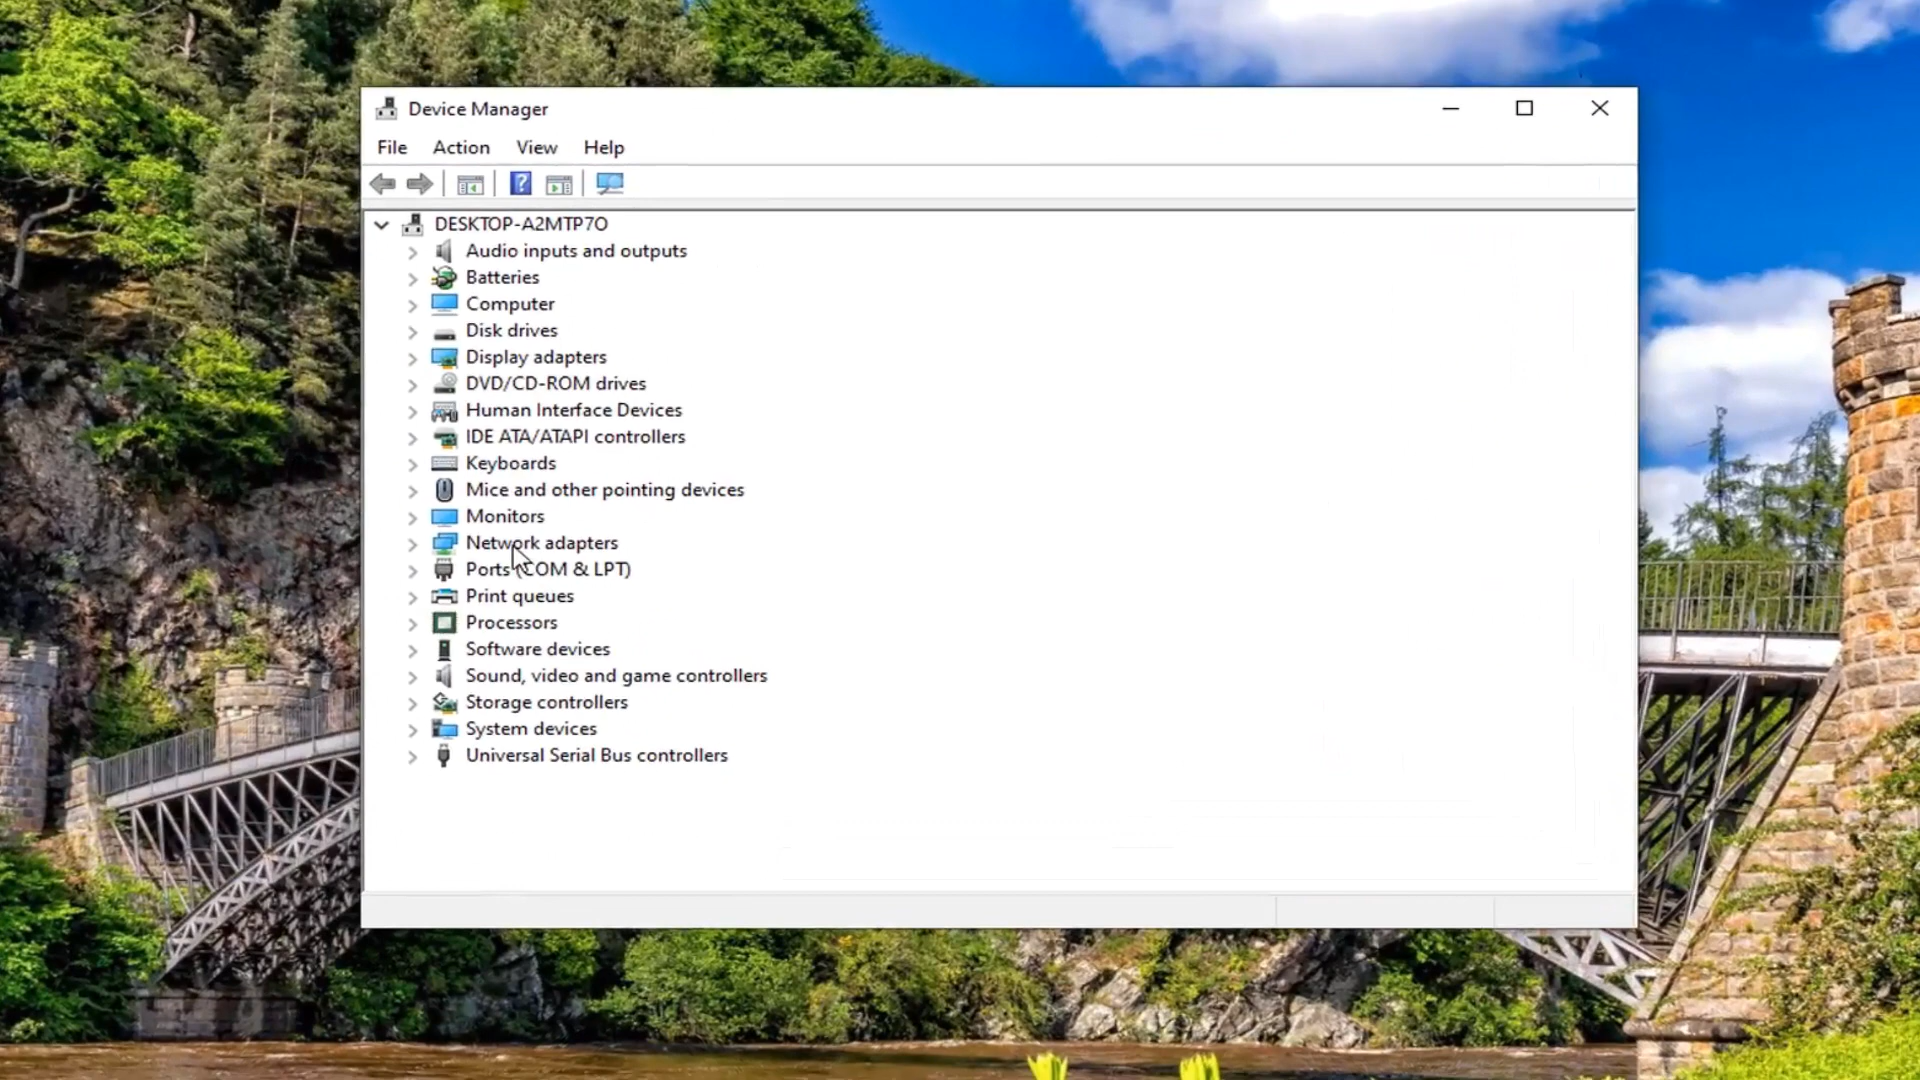 Device Manager
File Action View Help
?
DESKTOP-A2MTP7O
Audio inputs and outputs
Batteries
Computer
Disk drives
Display adapters
DVD/CD-ROM drives
Human Interface Devices
IDE ATA/ATAPI controllers
Keyboards
Mice and other pointing devices
Monitors
Network adapters
Ports (COM & LPT)
Print queues
Processors
Software devices
Sound, video and game controllers
Storage controllers
System devices
Universal Serial Bus controllers